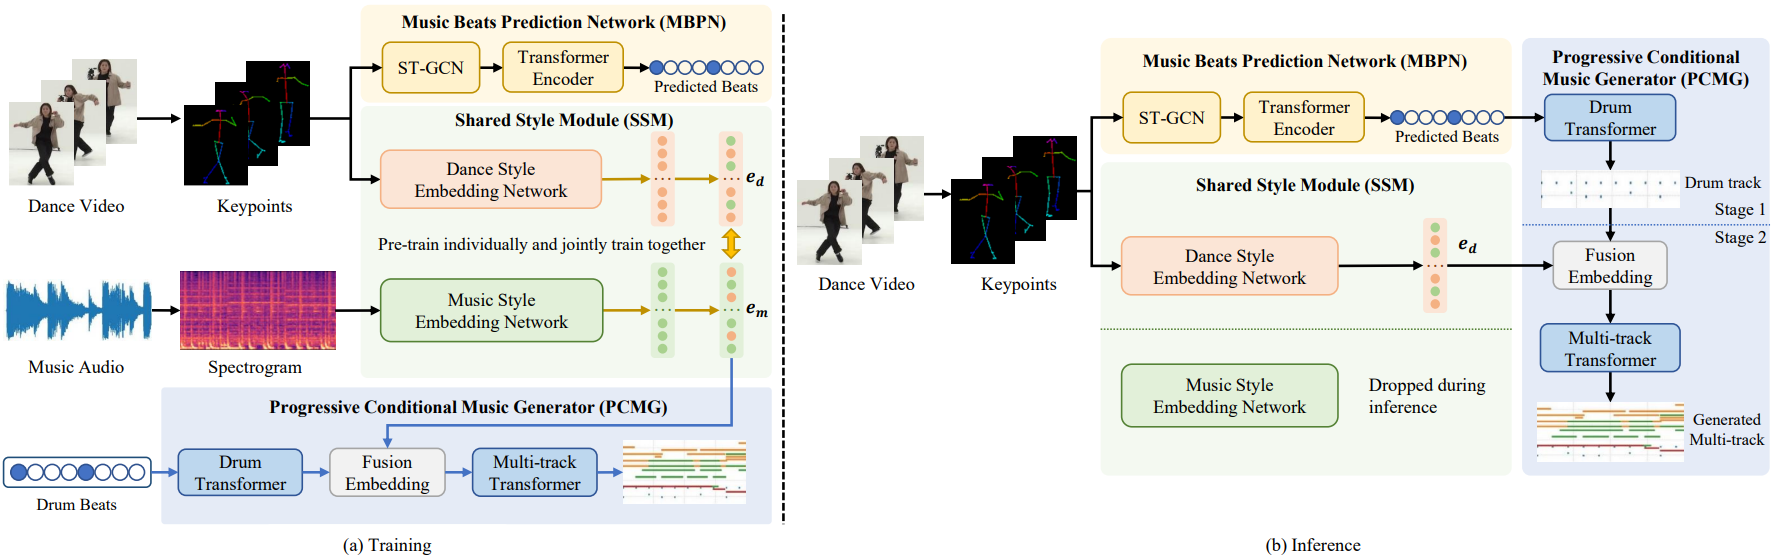 Music Beats Prediction Network (MBPN)
ST-GCN
Transformer
Encoder
Predicted Beats
Shared Style Module (SSM)
Dance Style
Embedding Network
e_d
Dance Video
Keypoints
Pre-train individually and jointly train together
Music Style
Embedding Network
e_m
Music Audio
Spectrogram
Progressive Conditional Music Generator (PCMG)
Drum
Transformer
Fusion
Embedding
Multi-track
Transformer
Drum Beats
(a) Training
Music Beats Prediction Network (MBPN)
ST-GCN
Transformer
Encoder
Predicted Beats
Shared Style Module (SSM)
Dance Style
Embedding Network
e_d
Dance Video
Keypoints
Music Style
Embedding Network
Dropped during
inference
Progressive Conditional
Music Generator (PCMG)
Drum
Transformer
Drum track
Stage 1
Stage 2
Fusion
Embedding
Multi-track
Transformer
Generated
Multi-track
(b) Inference